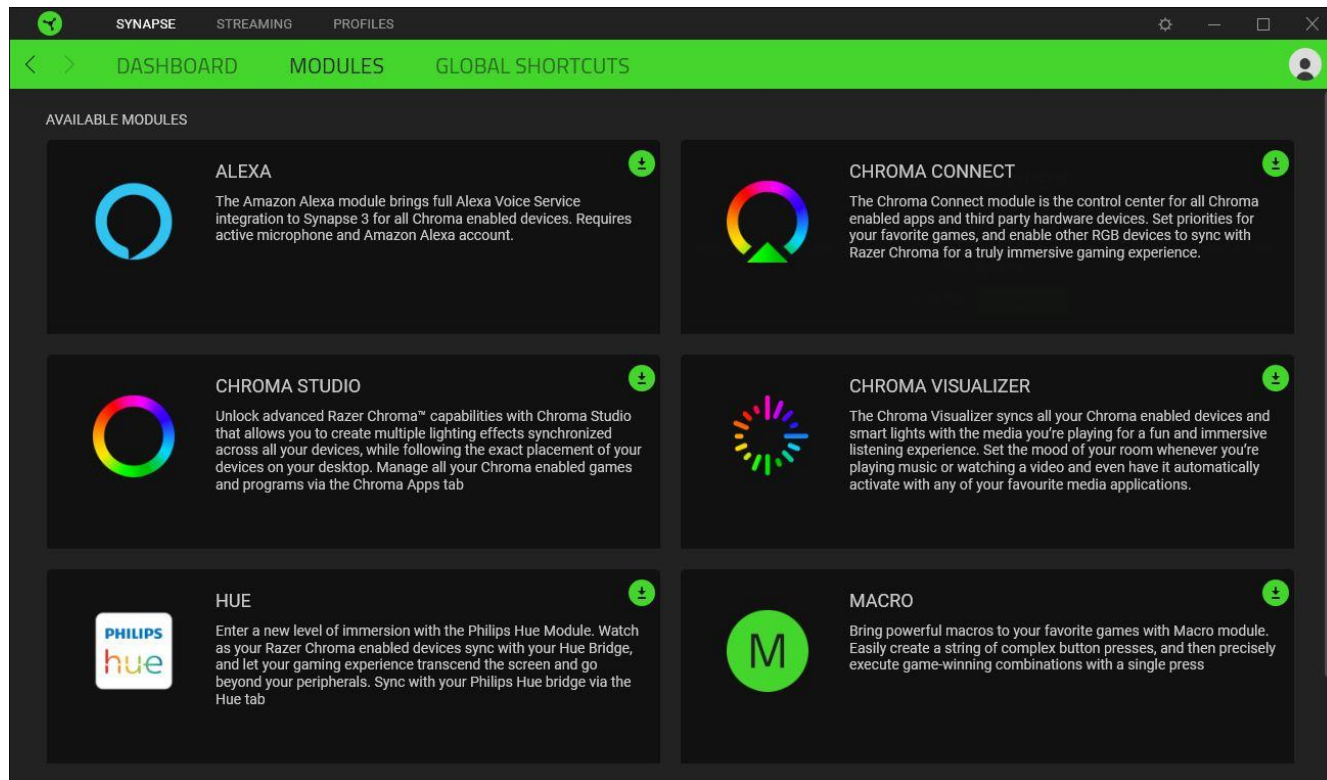 SYNAPSE STREAMING PROFILES
DASHBOARD MODULES GLOBAL SHORTCUTS
AVAILABLE MODULES
ALEXA
The Amazon Alexa module brings full Alexa Voice Service
integration to Synapse 3 for all Chroma enabled devices. Requires
active microphone and Amazon Alexa account.
CHROMA CONNECT
The Chroma Connect module is the control center for all Chroma
enabled apps and third party hardware devices. Set priorities for
your favorite games, and enable other RGB devices to sync with
Razer Chroma for a truly immersive gaming experience.
CHROMA STUDIO
Unlock advanced Razer Chroma™ capabilities with Chroma Studio
that allows you to create multiple lighting effects synchronized
across all your devices, while following the exact placement of your
devices on your desktop. Manage all your Chroma enabled games
and programs via the Chroma Apps tab
CHROMA VISUALIZER
The Chroma Visualizer syncs all your Chroma enabled devices and
smart lights with the media you're playing for a fun and immersive
listening experience. Set the mood of your room whenever you're
playing music or watching a video and even have it automatically
activate with any of your favourite media applications.
PHILIPS
hue
HUE
Enter a new level of immersion with the Philips Hue Module. Watch
as your Razer Chroma enabled devices sync with your Hue Bridge,
and let your gaming experience transcend the screen and go
beyond your peripherals. Sync with your Philips Hue bridge via the
Hue tab
M
MACRO
Bring powerful macros to your favorite games with Macro module.
Easily create a string of complex button presses, and then precisely
execute game-winning combinations with a single press